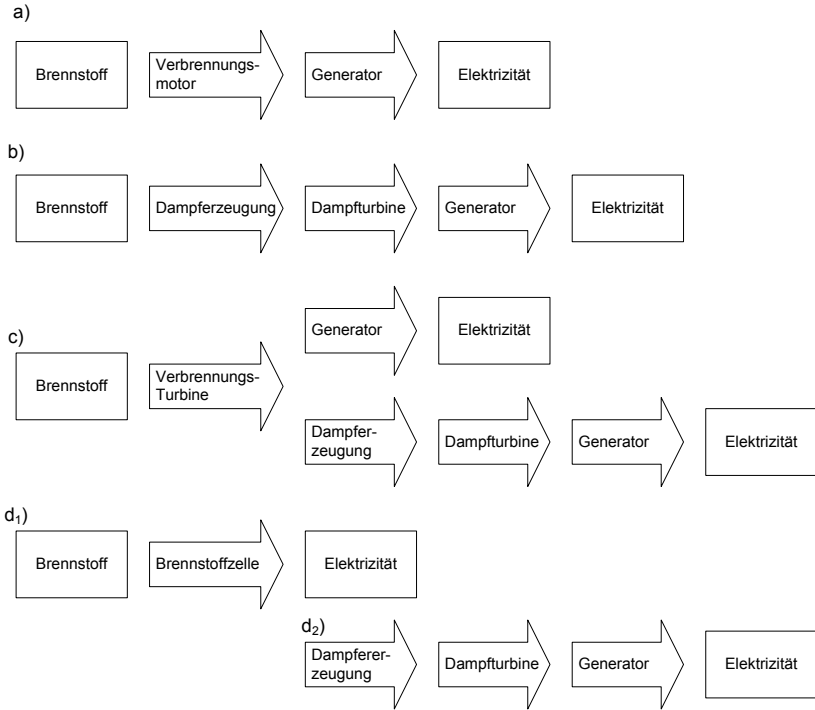 a)
Brennstoff
Verbrennungs-
motor
Generator
Elektrizität
b)
Brennstoff
Dampferzeugung
Dampfturbine
Generator
Elektrizität
c)
Brennstoff
Verbrennungs-
Turbine
Generator
Elektrizität
Dampfer-
zeugung
Dampfturbine
Generator
Elektrizität
d₁)
Brennstoff
Brennstoffzelle
Elektrizität
d₂)
Dampferer-
zeugung
Dampfturbine
Generator
Elektrizität